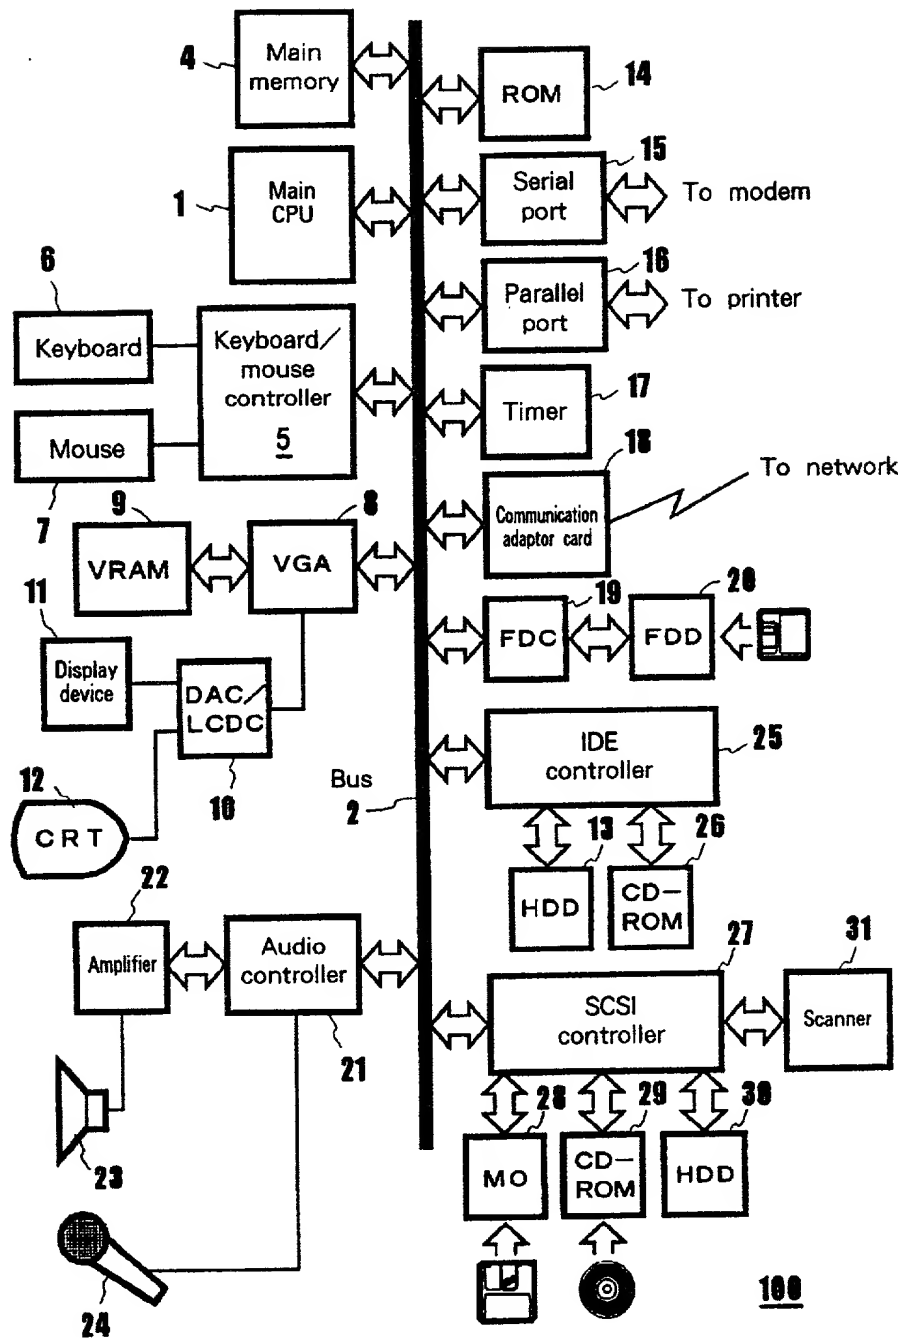 4
Main
memory
ROM
14
1
Main
CPU
Serial
port
15
To modem
6
Keyboard
Keyboard/
mouse
controller
5
Parallel
port
16
To printer
Mouse
7
Timer
17
9
VRAM
8
VGA
Communication
adaptor card
18
To network
11
Display
device
DAC/
LCDC
10
FDC
19
FDD
20
12
CRT
Bus
2
IDE
controller
25
HDD
13
CD-
ROM
26
22
Amplifier
Audio
controller
21
SCSI
controller
27
31
Scanner
23
MO
28
CD-
ROM
29
HDD
30
24
100